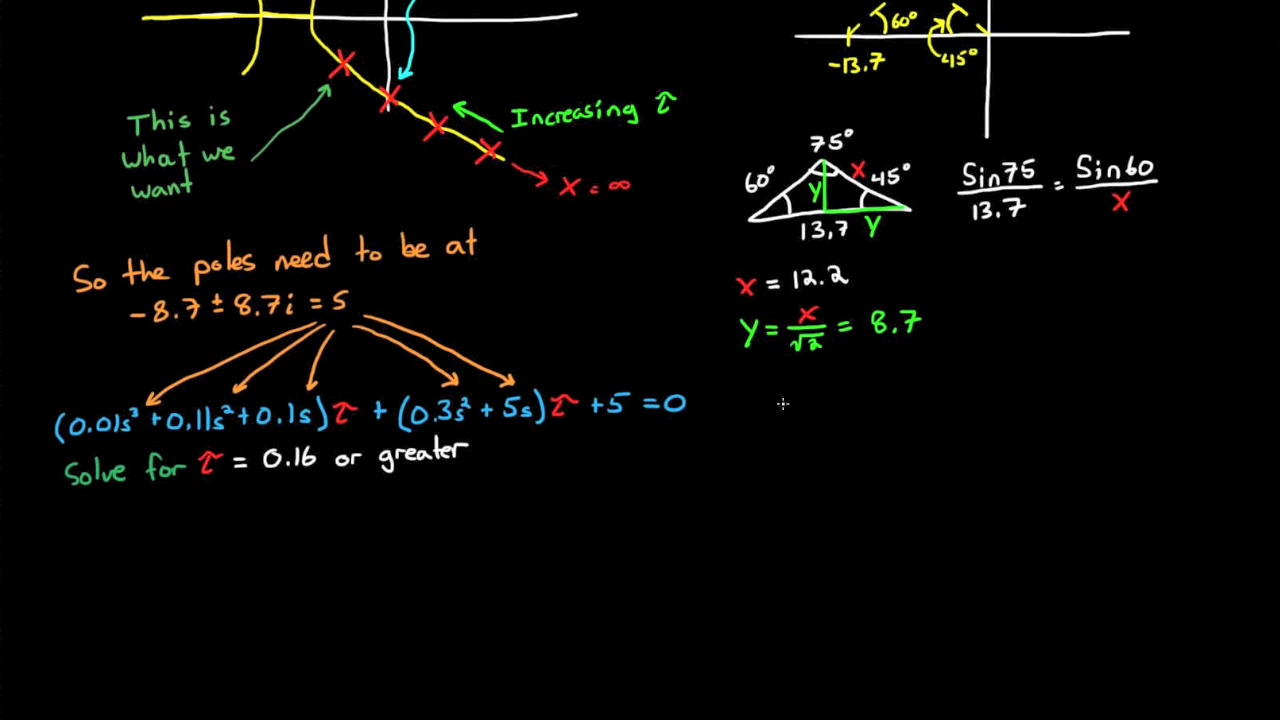 This is
what we
want
Increasing τ
x = ∞
So the poles need to be at
-8.7 ± 8.7i = S
(0.01s³ + 0.11s² + 0.1s)τ + (0.3s² + 5s)τ + 5 = 0
Solve for τ = 0.16 or greater
60°
-13.7
45°
75°
60°
x
45°
y
13.7
y
Sin75/13.7 = Sin60/x
x = 12.2
y = x/√2 = 8.7